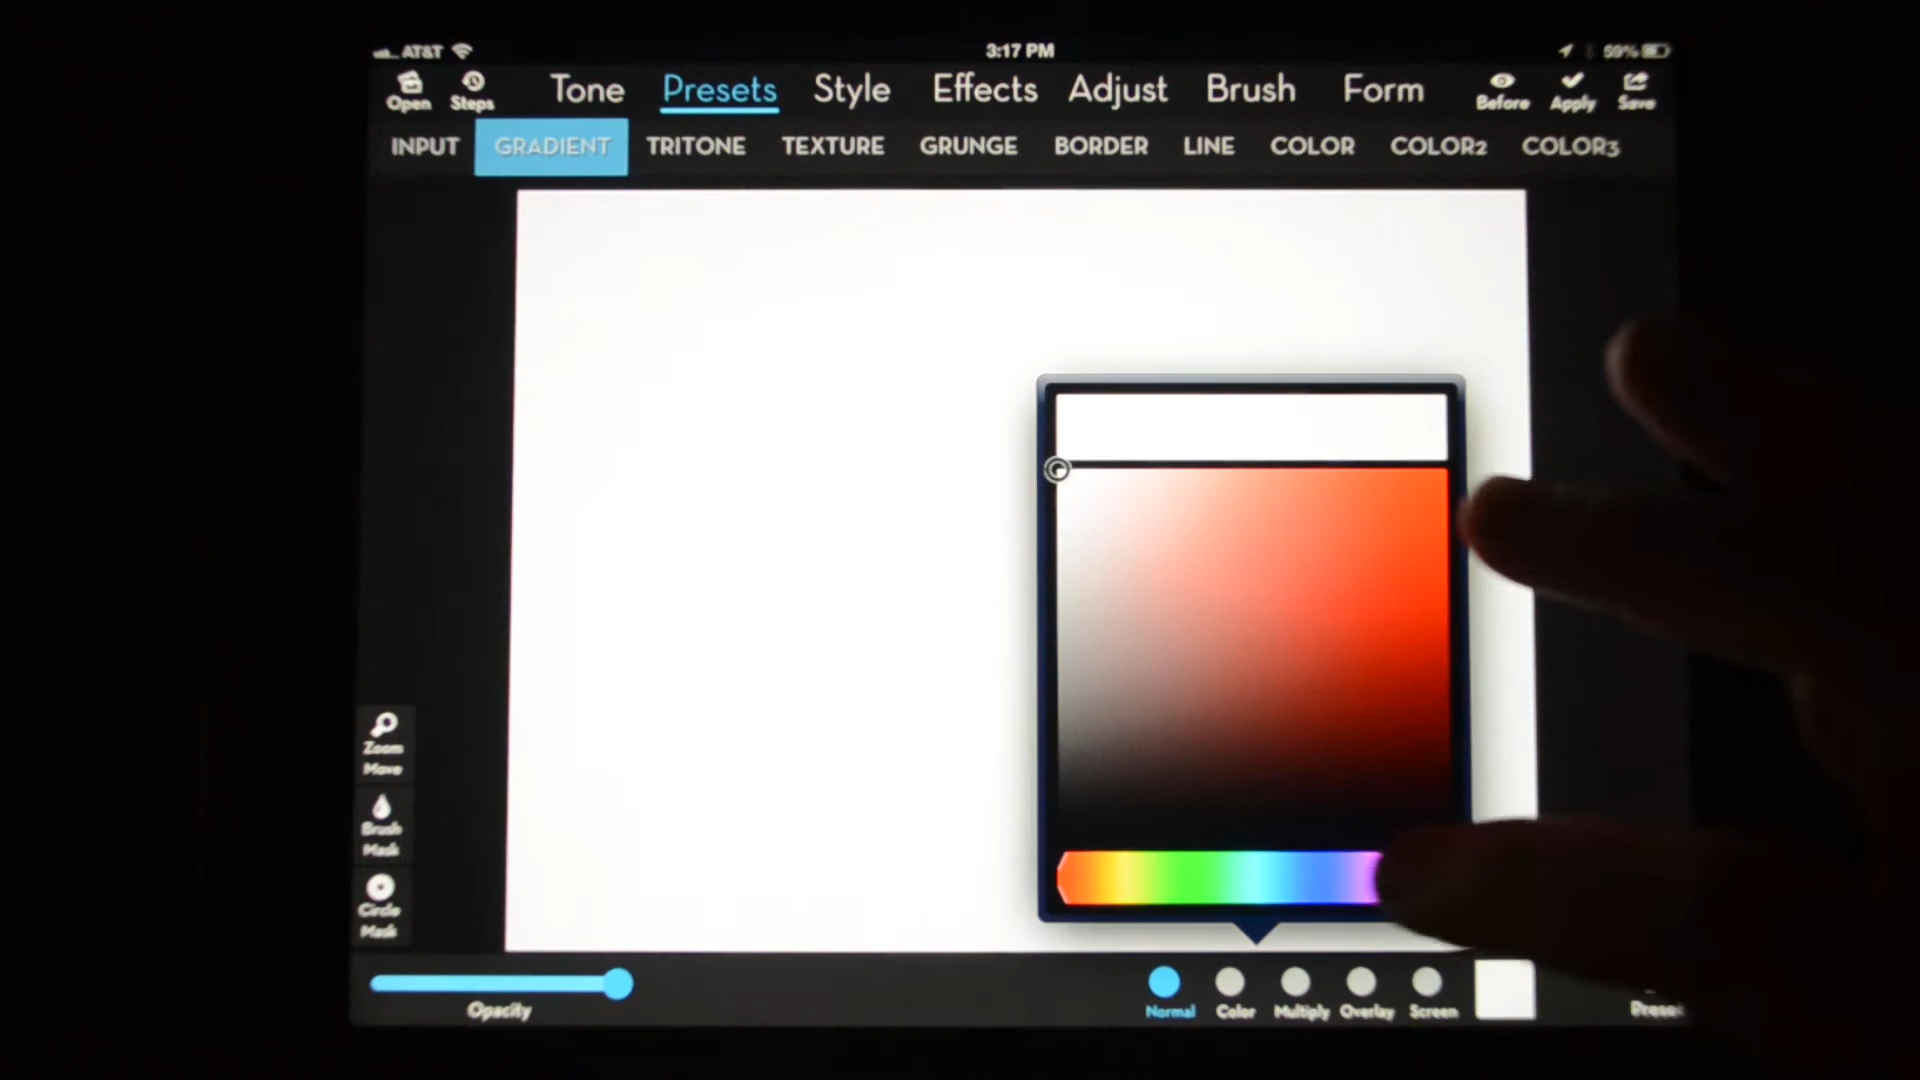 AT&T 3:17 PM 59%
Open Steps Tone Presets Style Effects Adjust Brush Form Before Apply Save
INPUT GRADIENT TRITONE TEXTURE GRUNGE BORDER LINE COLOR COLOR2 COLOR3
Zoom
Move
Brush
Mask
Circle
Mask
Opacity Normal Color Multiply Overlay Screen